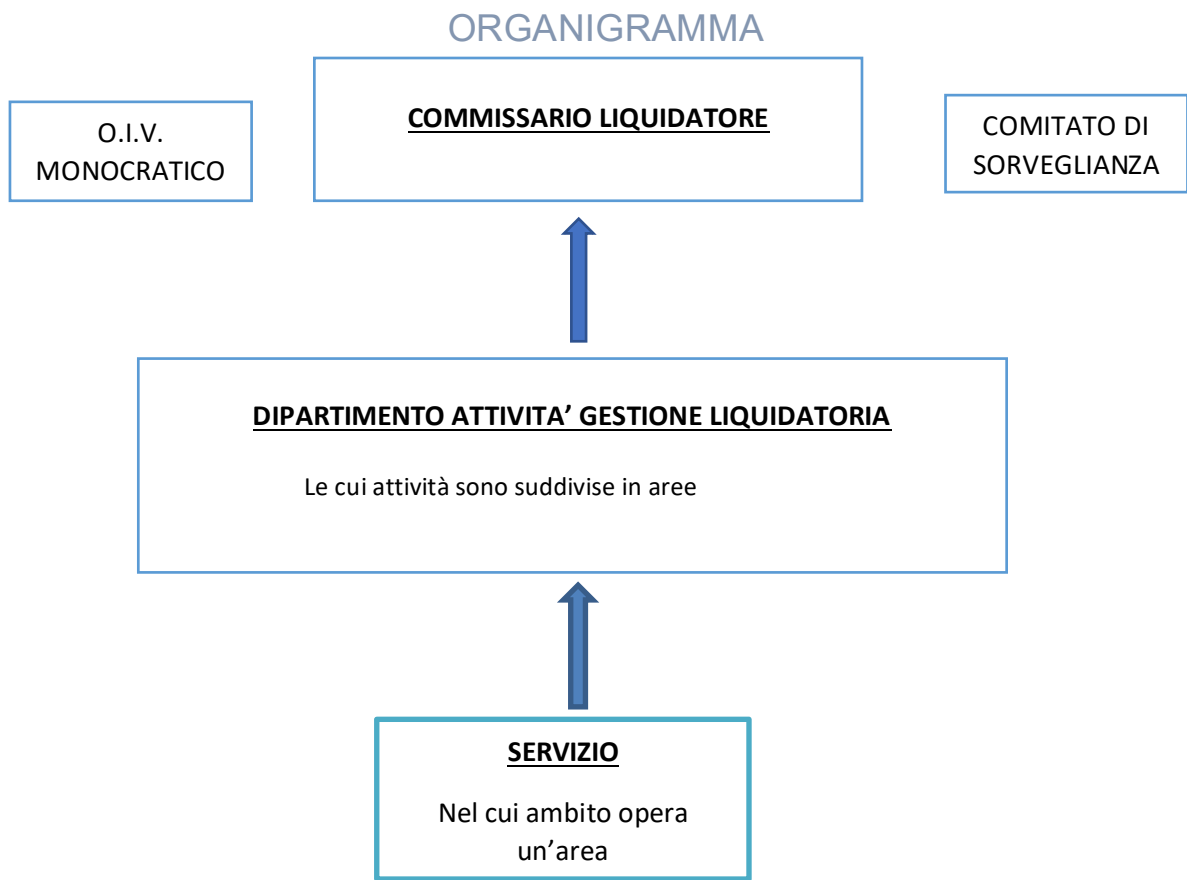 ORGANIGRAMMA
O.I.V.
MONOCRATICO
COMMISSARIO LIQUIDATORE
COMITATO DI
SORVEGLIANZA
DIPARTIMENTO ATTIVITA’ GESTIONE LIQUIDATORIA
Le cui attività sono suddivise in aree
SERVIZIO
Nel cui ambito opera
un’area